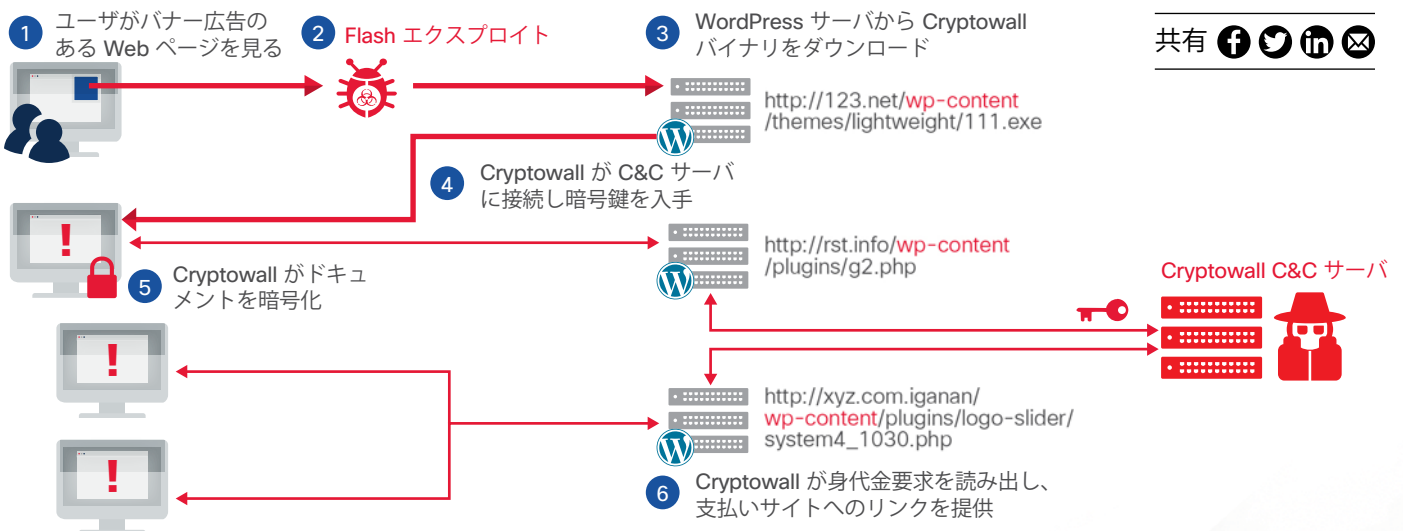 1
ユーザがバナー広告の
ある Web ページを見る
2
Flash エクスプロイト
3
WordPress サーバから Cryptowall
バイナリをダウンロード
共有
http://123.net/wp-content
/themes/lightweight/111.exe
4
Cryptowall が C&C サーバ
に接続し暗号鍵を入手
http://rst.info/wp-content
/plugins/g2.php
5
Cryptowall がドキュ
メントを暗号化
Cryptowall C&C サーバ
http://xyz.com.iganan/
wp-content/plugins/logo-slider/
system4_1030.php
6
Cryptowall が身代金要求を読み出し、
支払いサイトへのリンクを提供